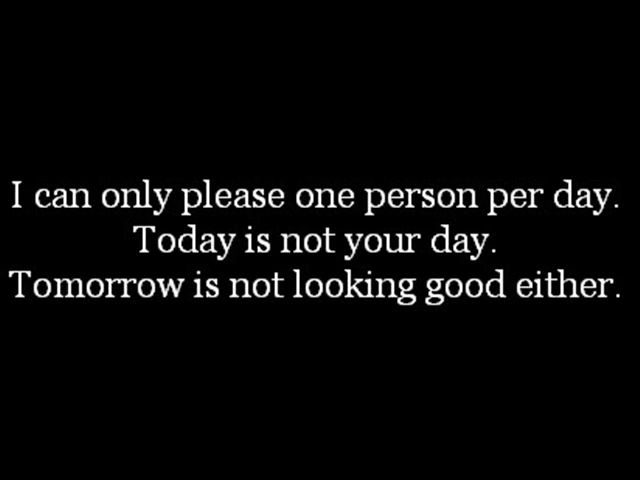 I can only please one person per day.
Today is not your day.
Tomorrow is not looking good either.